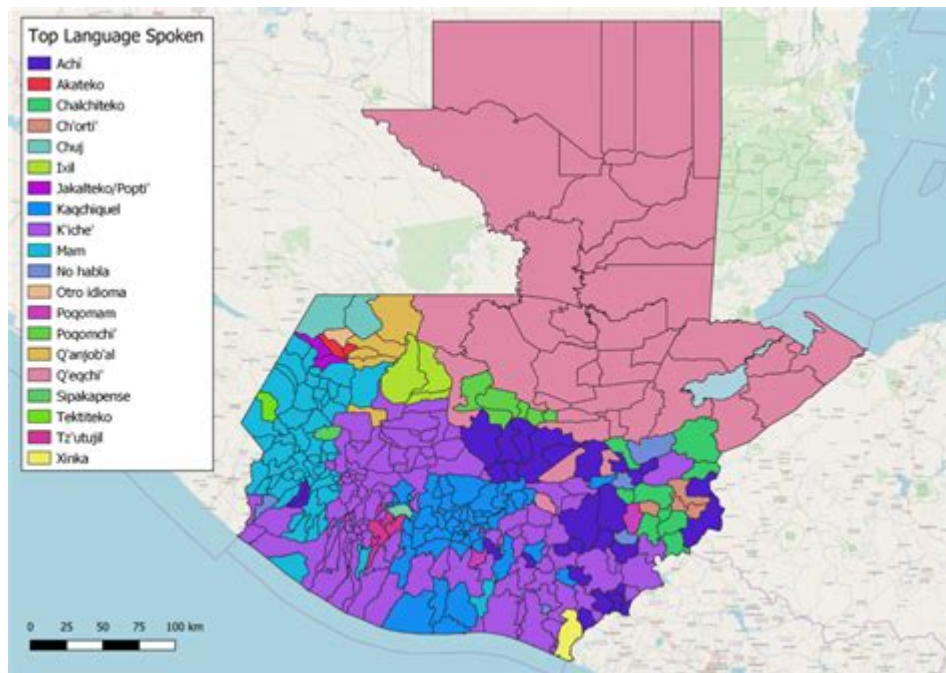 Top Language Spoken
Achí
Akateko
Chalchiteko
Ch'orti'
Chuj
Ixil
Jakalteko/Popti'
Kaqchiquel
K'iche'
Mam
No habla
Otro idioma
Poqomam
Poqomchi'
Q'anjob'al
Q'eqchi'
Sipakapense
Tektiteko
Tz'utujil
Xinka
0 25 50 75 100 km